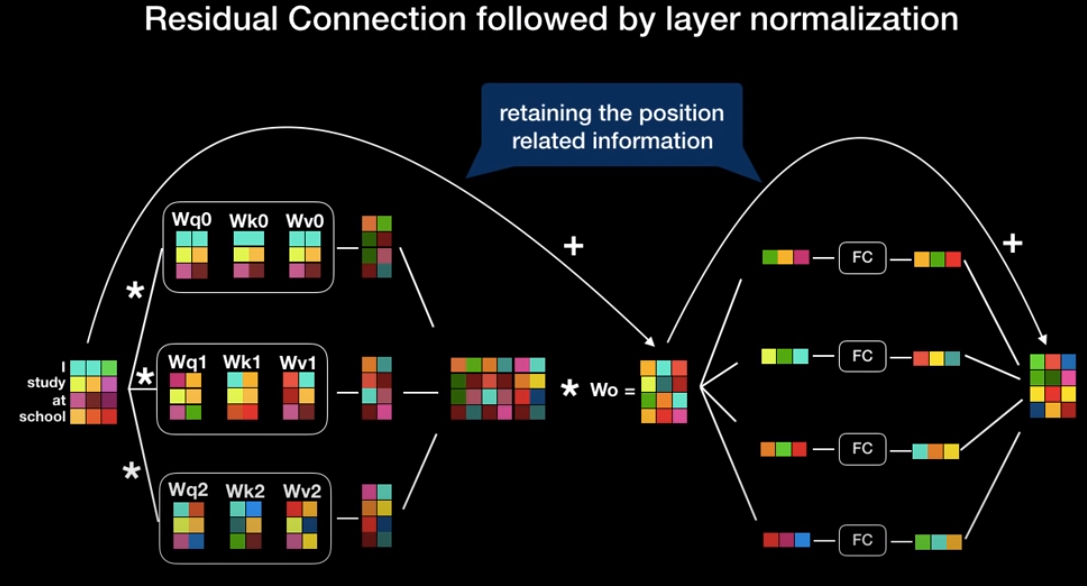 Residual Connection followed by layer normalization
retaining the position
related information
Wq0 Wk0 Wv0
+
+
FC
*
I
study
at
school
*
Wq1 Wk1 Wv1
* Wo =
FC
FC
*
Wq2 Wk2 Wv2
FC